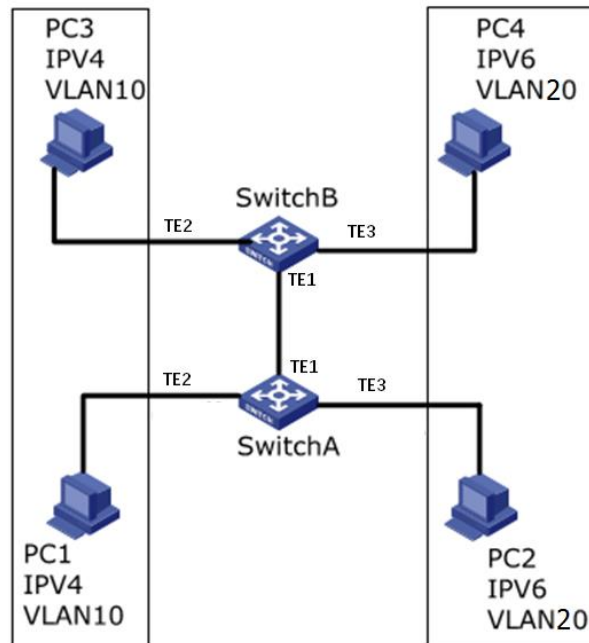 PC3
IPV4
VLAN10
PC4
IPV6
VLAN20
SwitchB
TE2
TE3
TE1
TE1
TE2
TE3
SwitchA
PC1
IPV4
VLAN10
PC2
IPV6
VLAN20